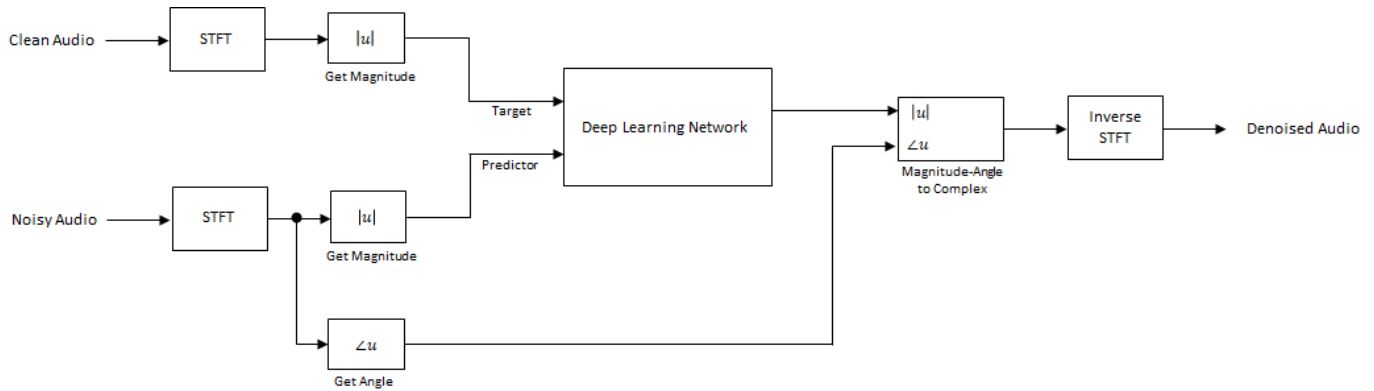 Clean Audio
STFT
|u|
Get Magnitude
Target
Deep Learning Network
Predictor
|u|
∠u
Magnitude-Angle
to Complex
Inverse
STFT
Denoised Audio
Noisy Audio
STFT
|u|
Get Magnitude
∠u
Get Angle